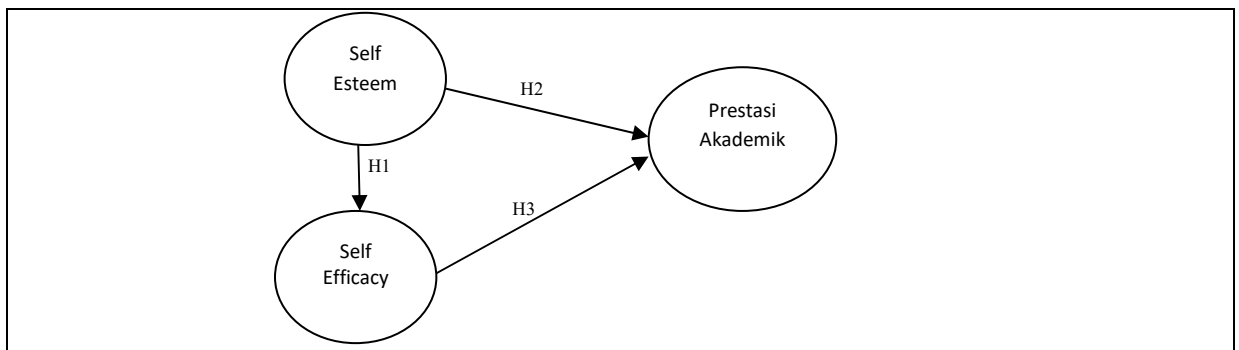 Self
Esteem
H2
Prestasi
Akademik
H1
H3
Self
Efficacy